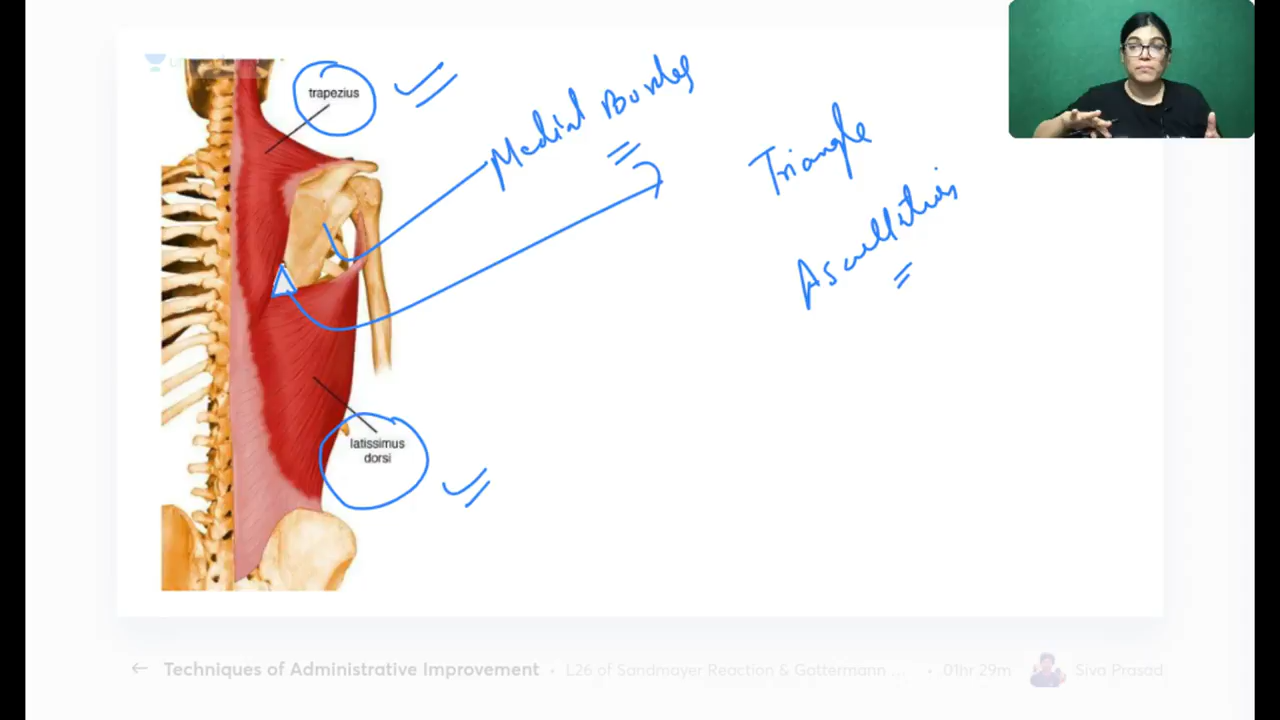 trapezius
Medial Border
Triangle
Ascultation
latissimus
dorsi
← Techniques of Administrative Improvement • L26 of Sandmayer Reaction & Gattermann ... • 01hr 29m Siva Prasad